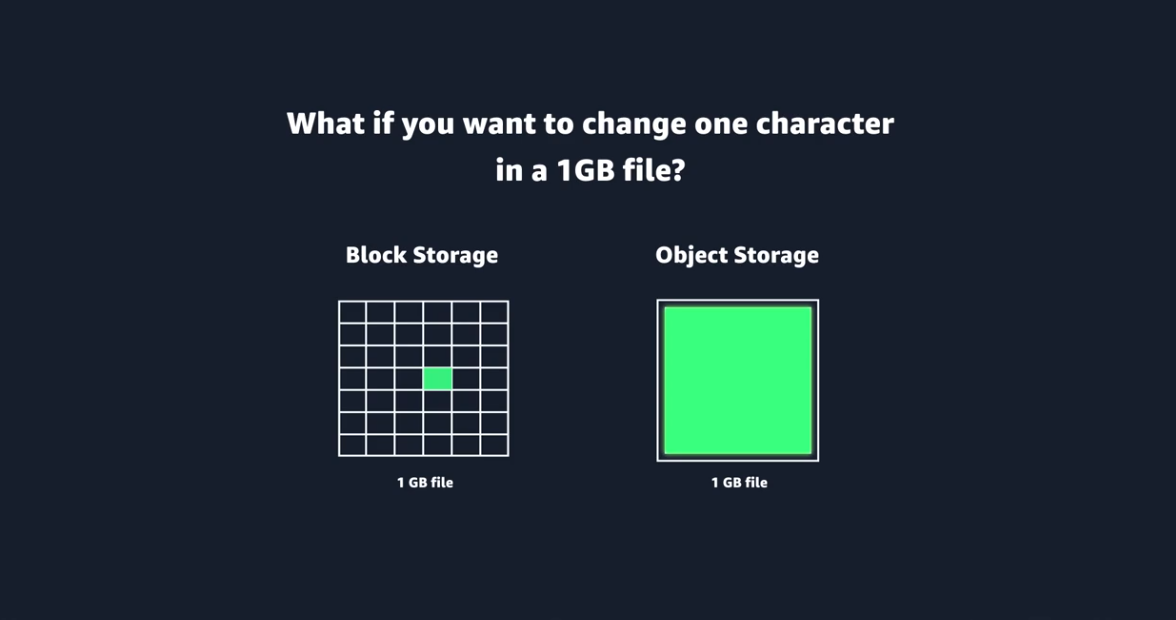 What if you want to change one character
in a 1GB file?
Block Storage
Object Storage
1 GB file
1 GB file